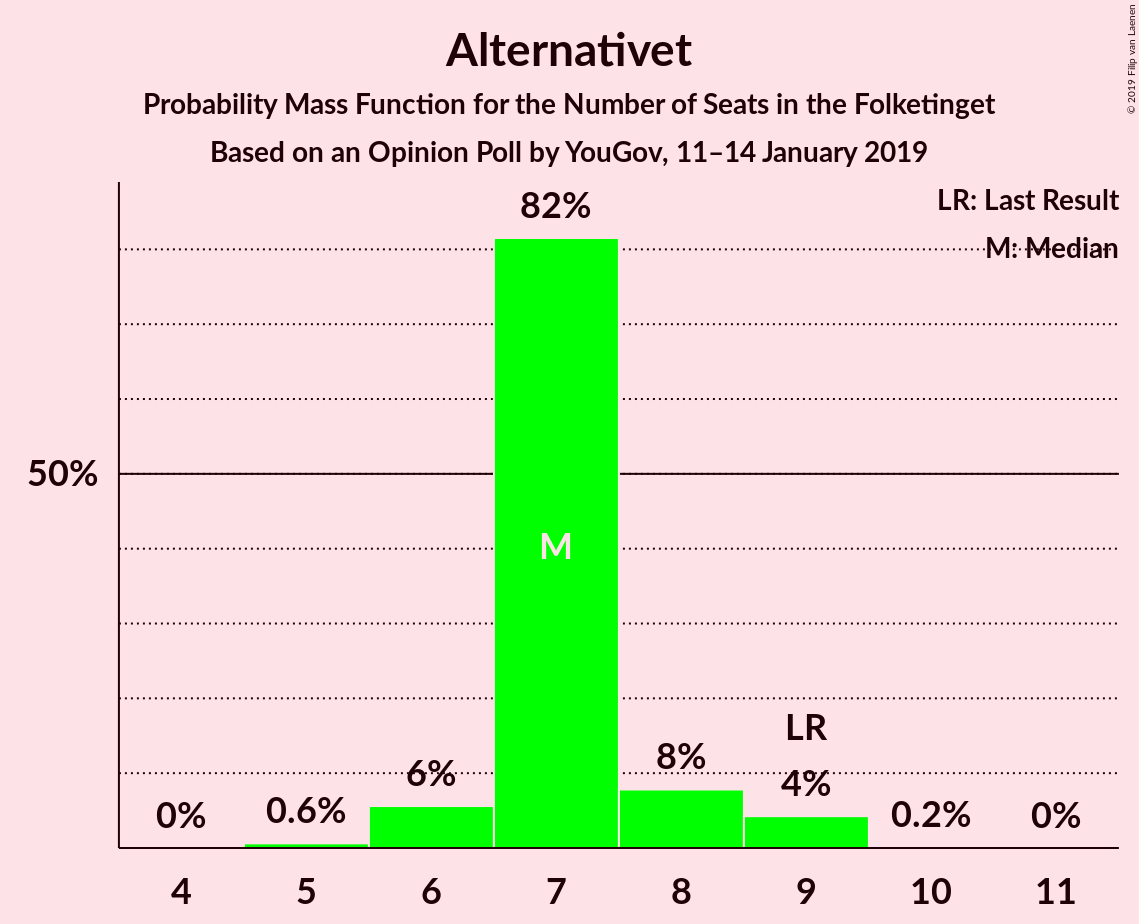 Alternativet
Probability Mass Function for the Number of Seats in the Folketinget
Based on an Opinion Poll by YouGov, 11–14 January 2019
© 2019 Filip van Laenen
LR: Last Result
M: Median
82%
50%
M
LR
0%
0.6%
6%
8%
4%
0.2%
0%
4 5 6 7 8 9 10 11